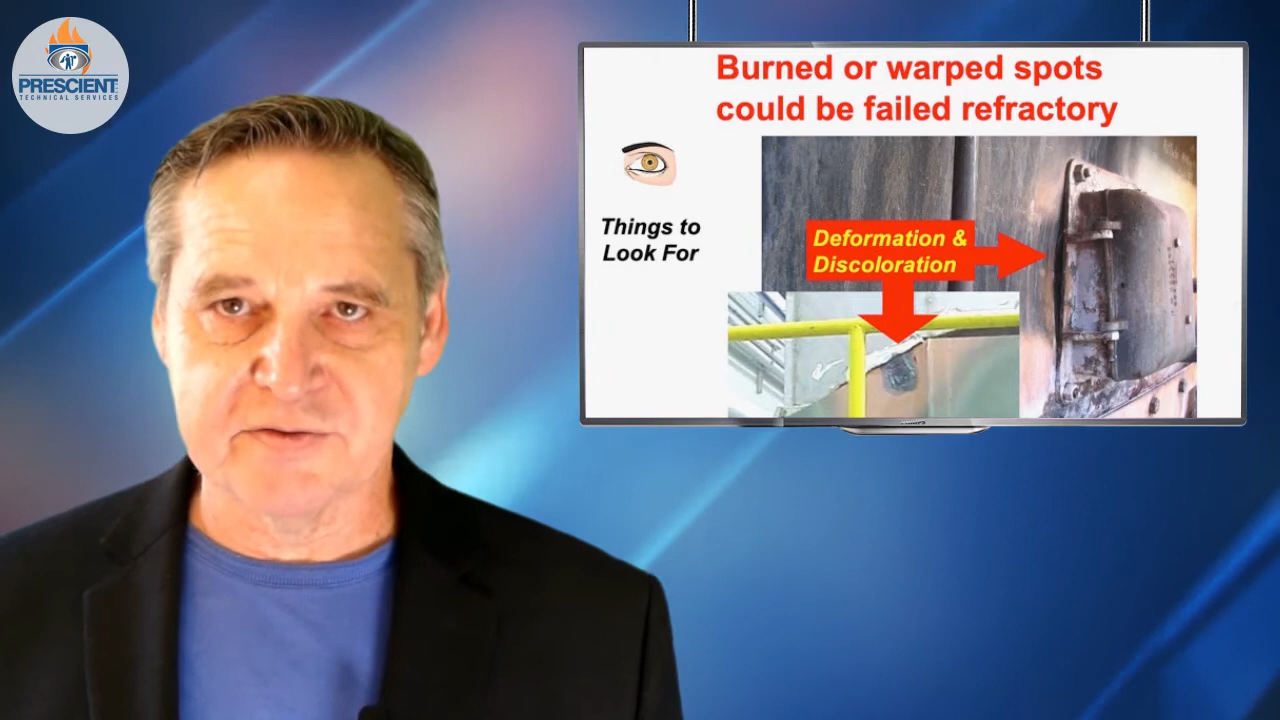 PRESCIENT
TECHNICAL SERVICES
Burned or warped spots
could be failed refractory
Things to
Look For
Deformation &
Discoloration